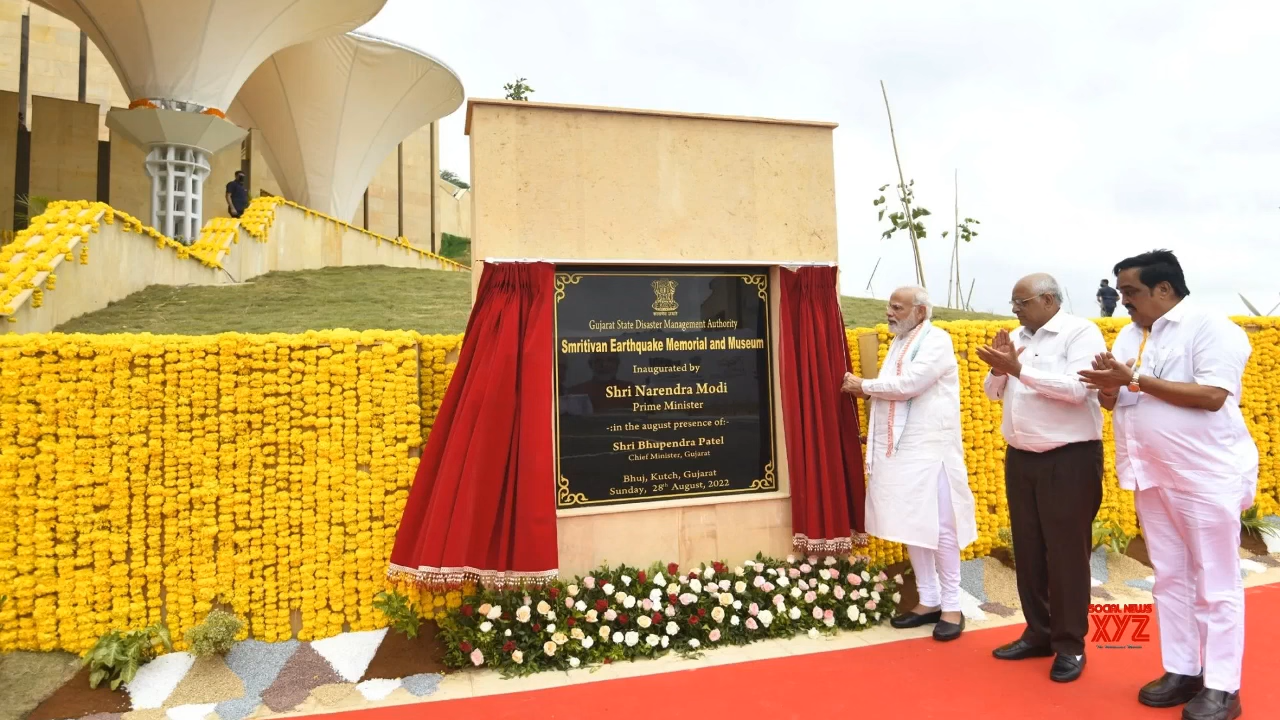 Gujarat State Disaster Management Authority
Smritivan Earthquake Memorial and Museum
Inaugurated by
Shri Narendra Modi
Prime Minister
-:in the august presence of:-
Shri Bhupendra Patel
Chief Minister, Gujarat
Bhuj, Kutch, Gujarat
Sunday, 28th August, 2022
SOCIAL NEWS
XYZ